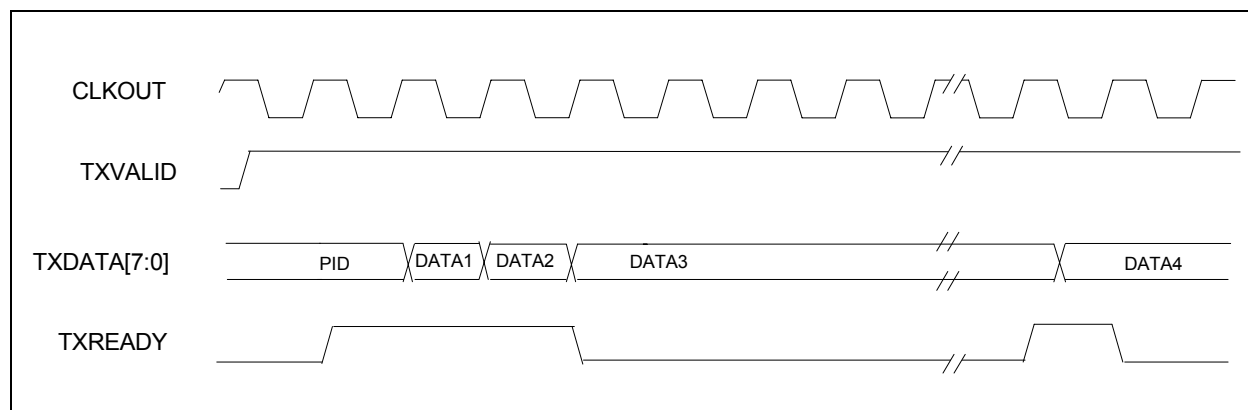 CLKOUT
TXVALID
TXDATA[7:0] PID DATA1 DATA2 DATA3 DATA4
TXREADY